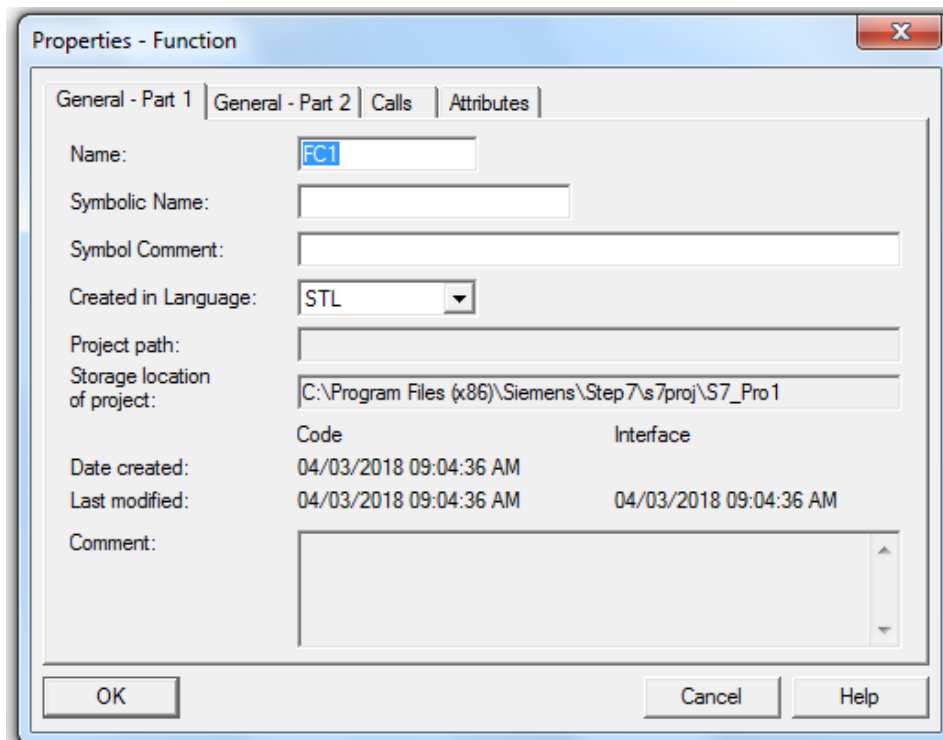 Properties - Function
General - Part 1 General - Part 2 Calls Attributes
Name: FC1
Symbolic Name:
Symbol Comment:
Created in Language: STL
Project path:
Storage location
of project: C:\Program Files (x86)\Siemens\Step7\s7proj\S7_Pro1
Code Interface
Date created: 04/03/2018 09:04:36 AM
Last modified: 04/03/2018 09:04:36 AM 04/03/2018 09:04:36 AM
Comment:
OK Cancel Help